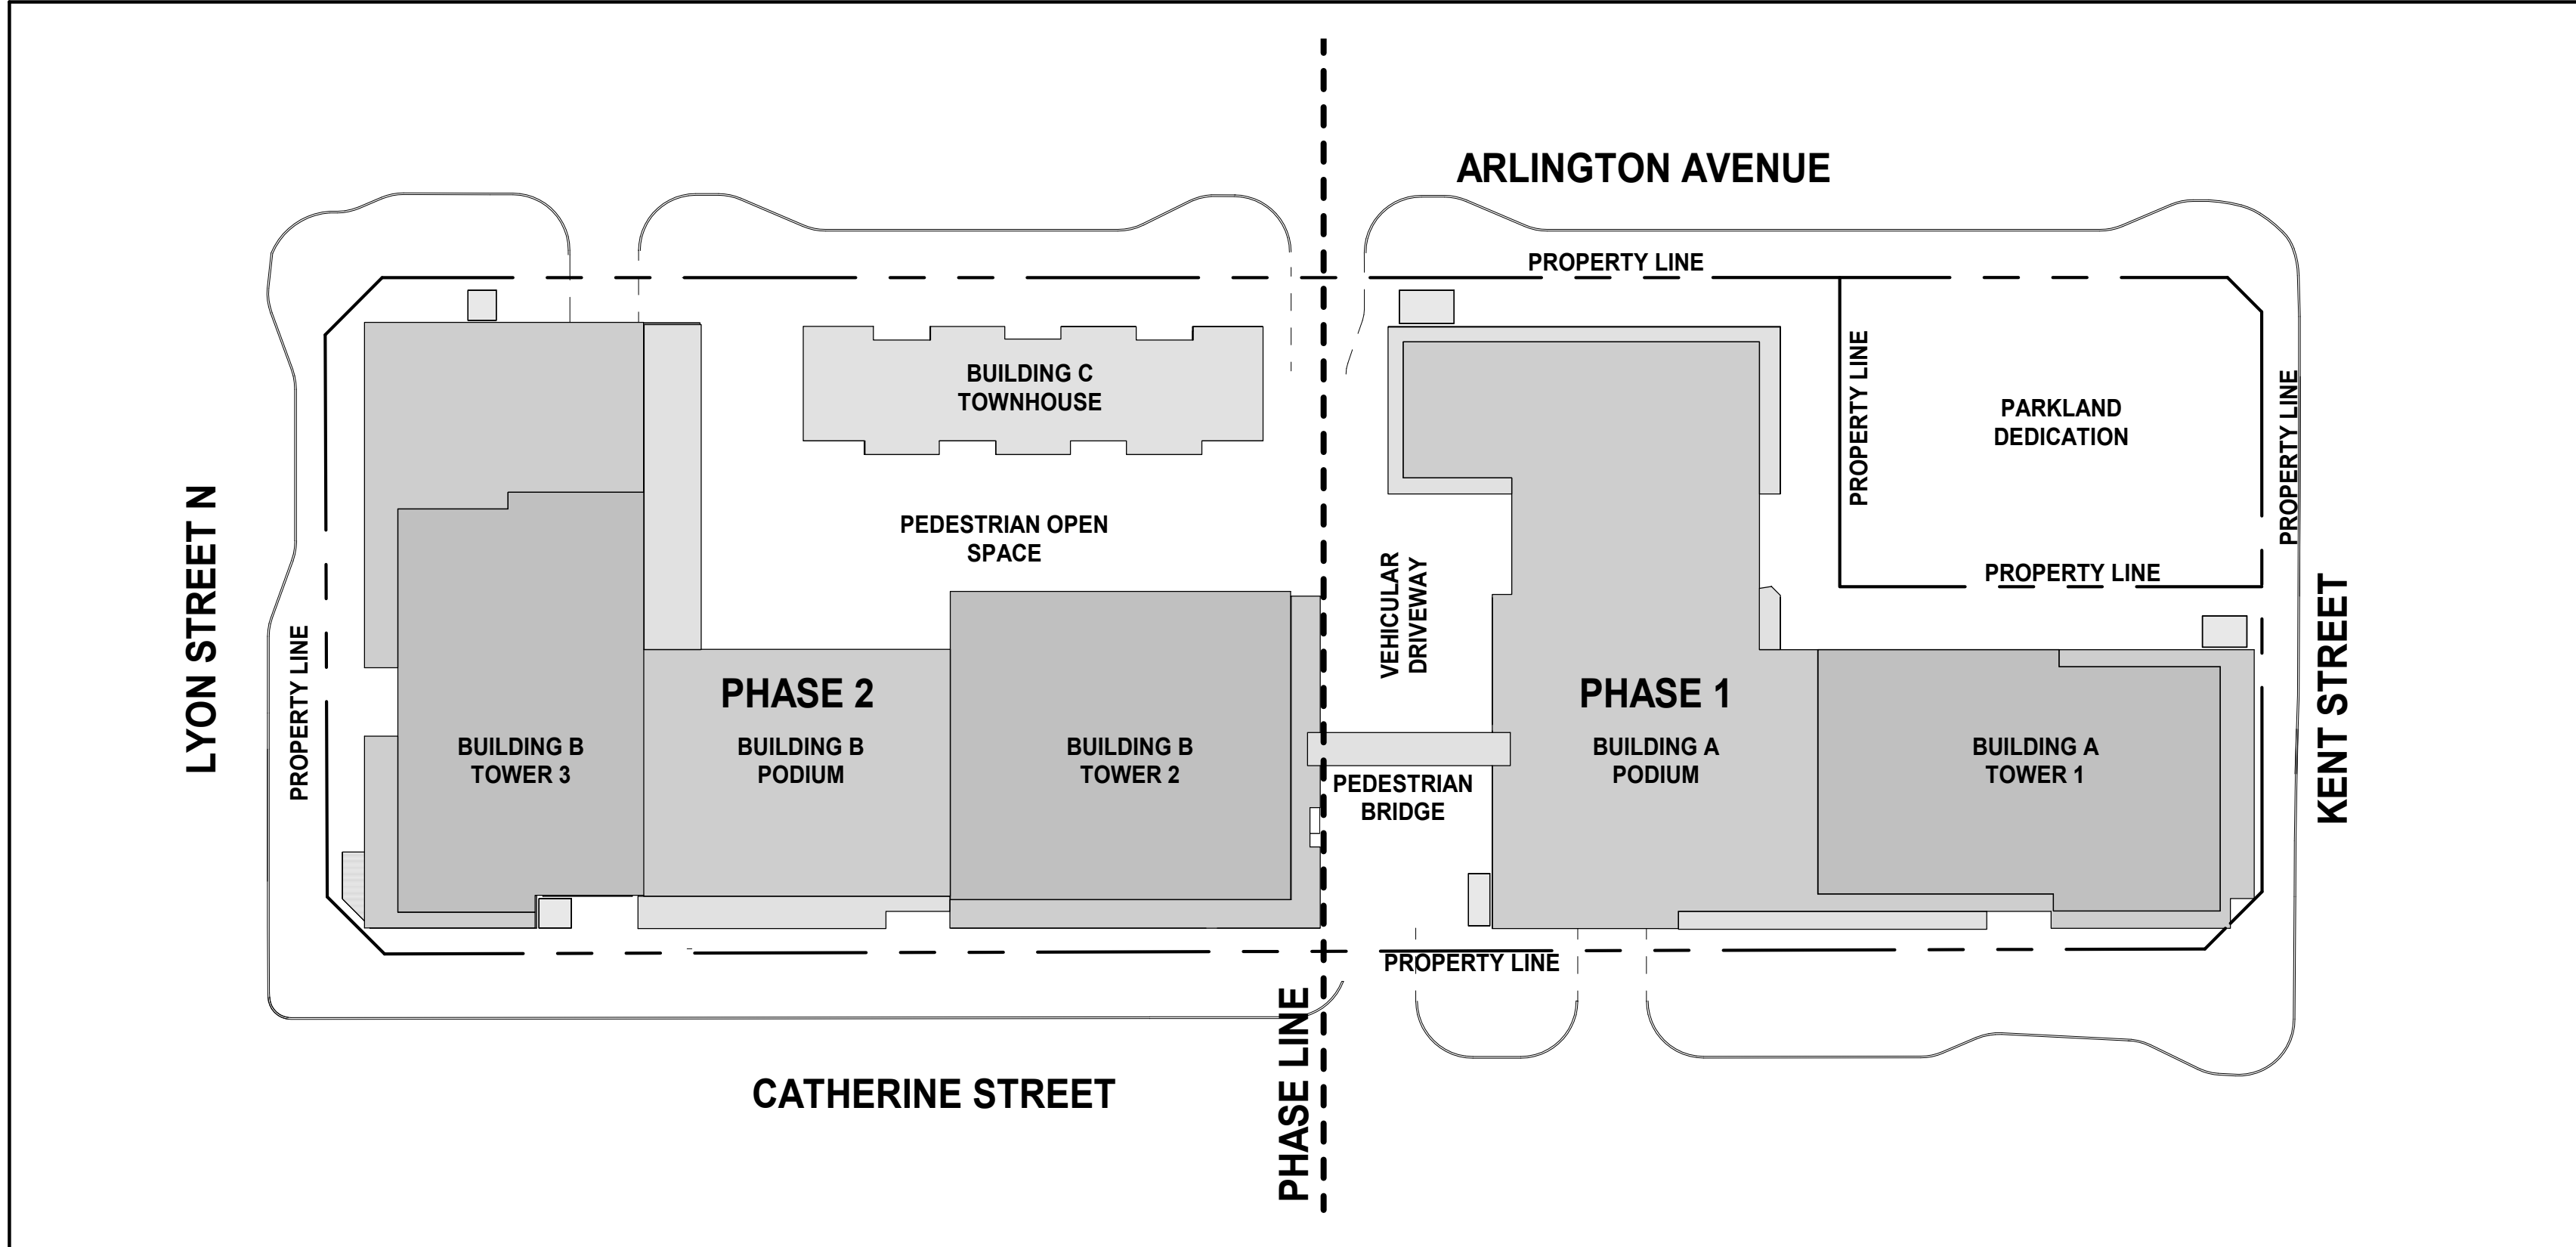 ARLINGTON AVENUE
PROPERTY LINE
BUILDING C
TOWNHOUSE
PROPERTY LINE
PARKLAND
DEDICATION
PROPERTY LINE
LYON STREET N
PEDESTRIAN OPEN
SPACE
VEHICULAR
DRIVEWAY
PROPERTY LINE
KENT STREET
PROPERTY LINE
PHASE 2
PHASE 1
BUILDING B
TOWER 3
BUILDING B
PODIUM
BUILDING B
TOWER 2
PEDESTRIAN
BRIDGE
BUILDING A
PODIUM
BUILDING A
TOWER 1
PROPERTY LINE
PHASE LINE
CATHERINE STREET